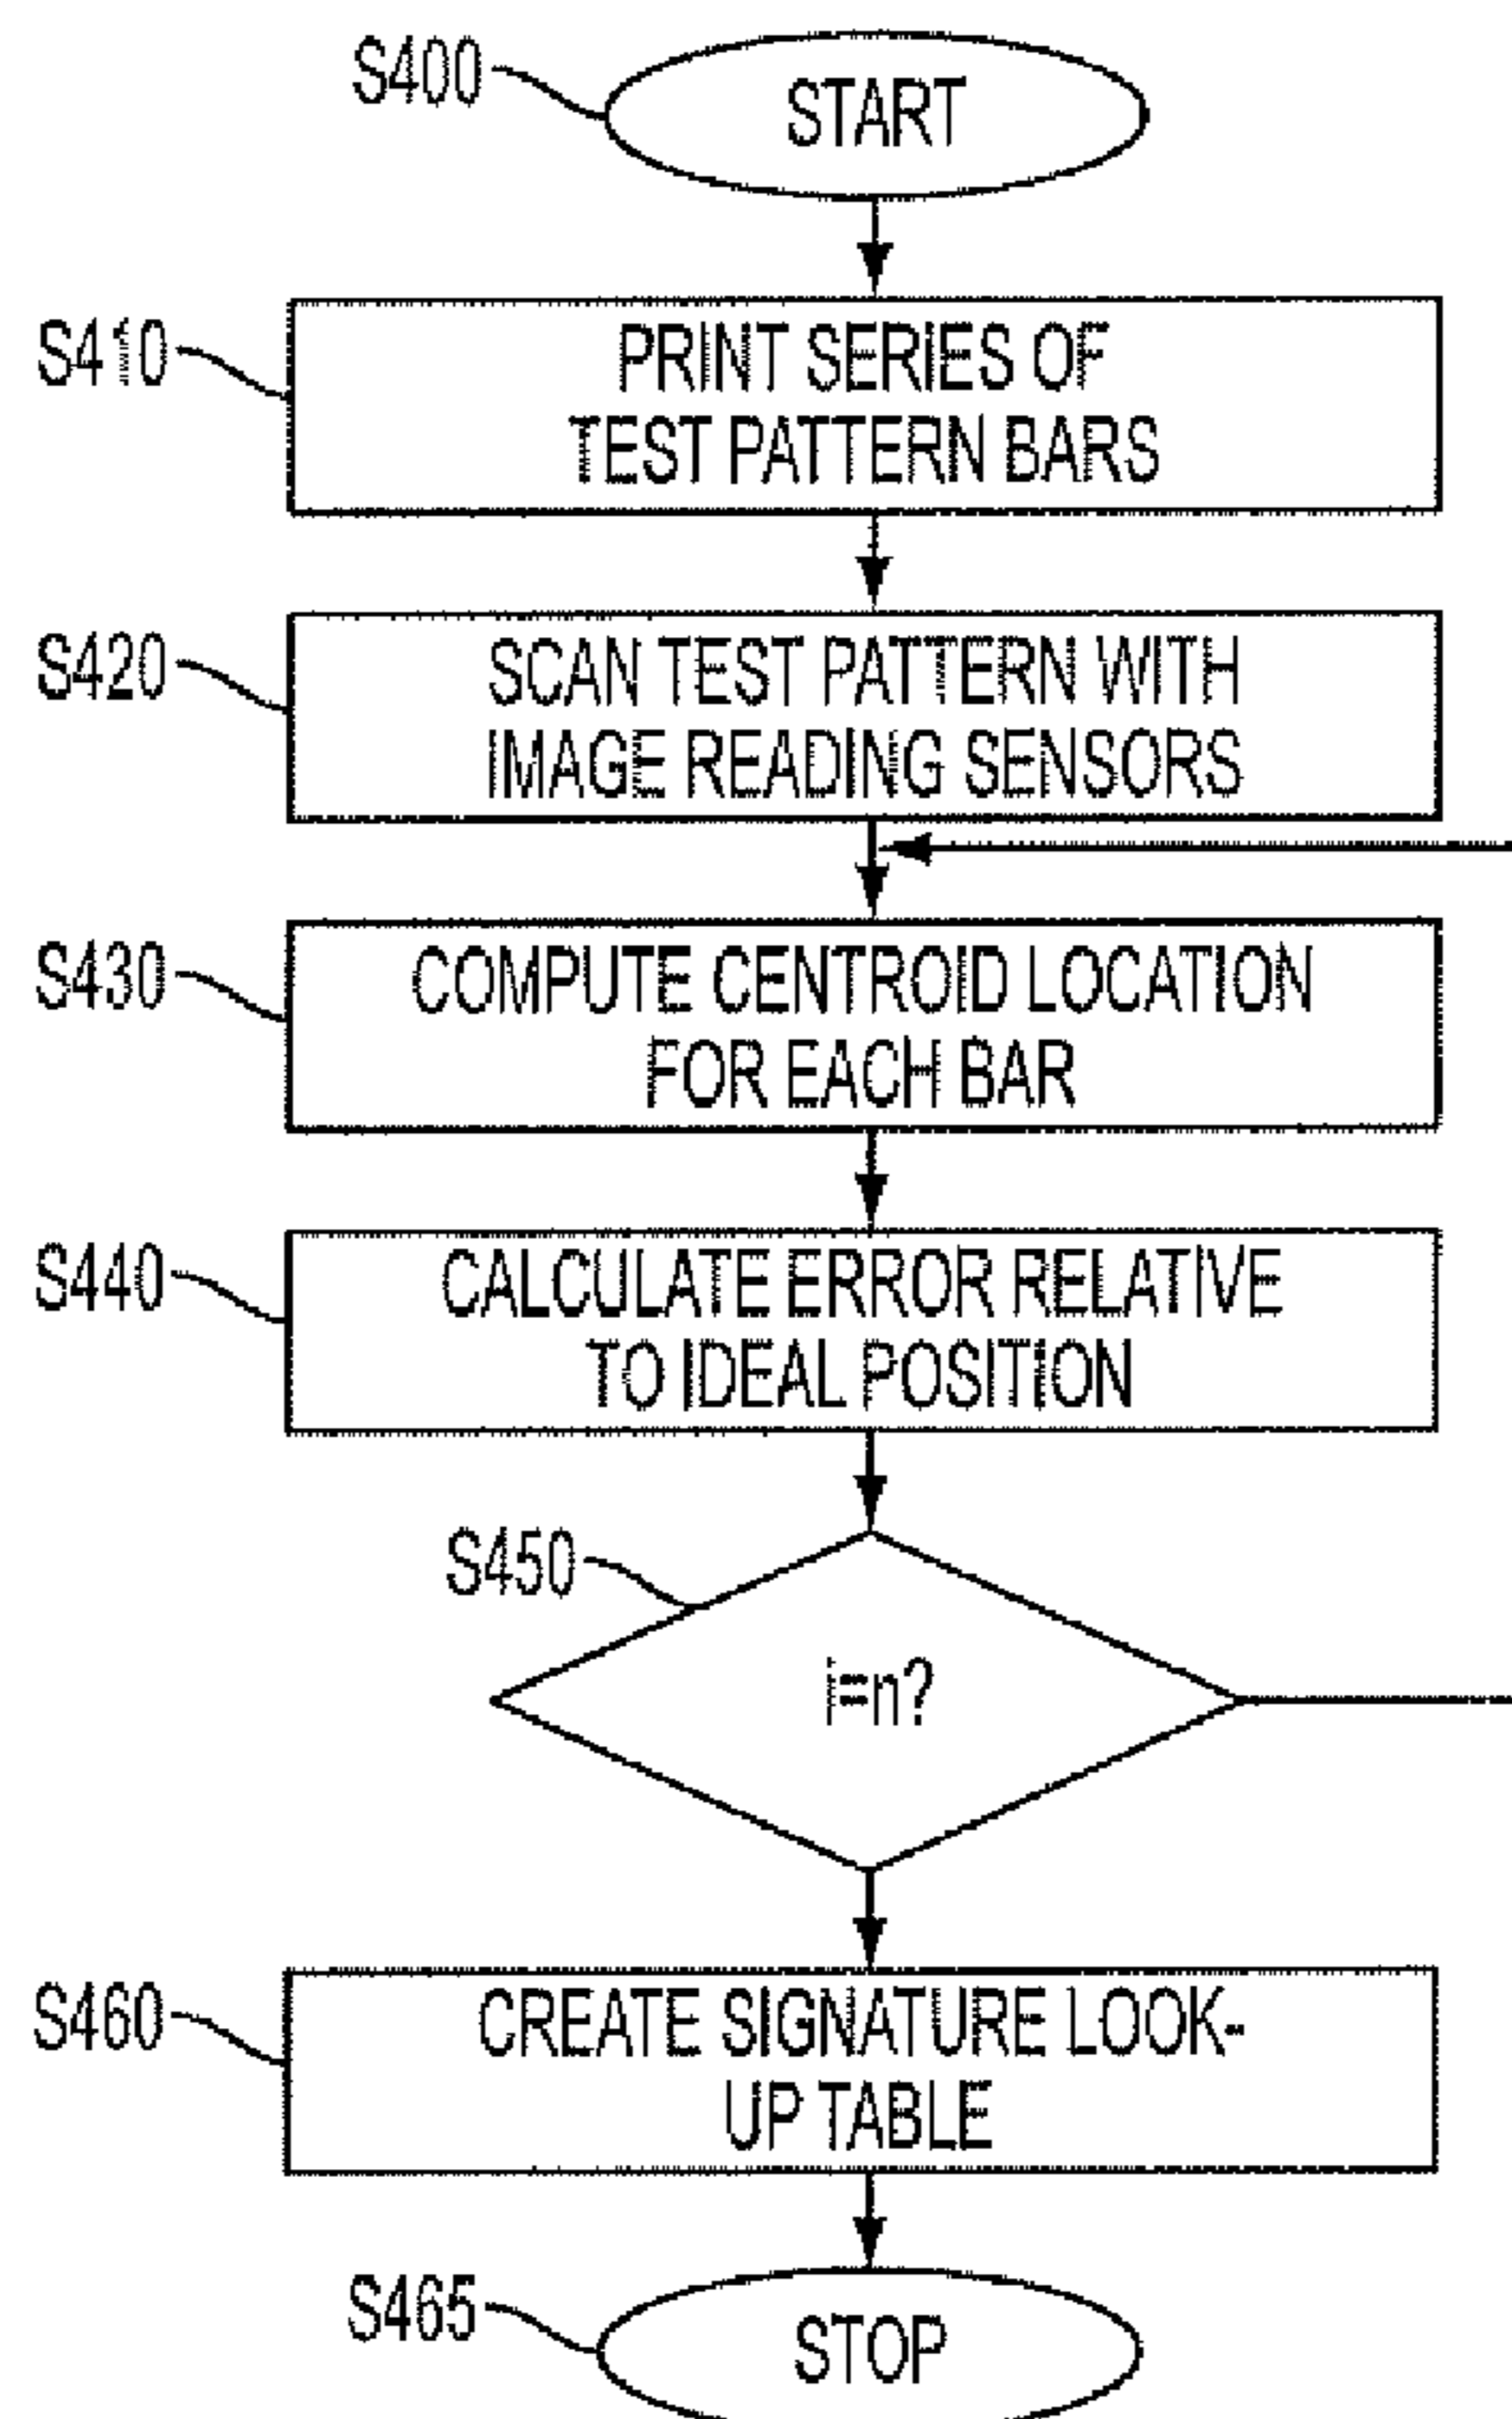 S400
START
S410
PRINT SERIES OF
TEST PATTERN BARS
S420
SCAN TEST PATTERN WITH
IMAGE READING SENSORS
S430
COMPUTE CENTROID LOCATION
FOR EACH BAR
S440
CALCULATE ERROR RELATIVE
TO IDEAL POSITION
S450
i=n?
S460
CREATE SIGNATURE LOOK-
UP TABLE
S465
STOP